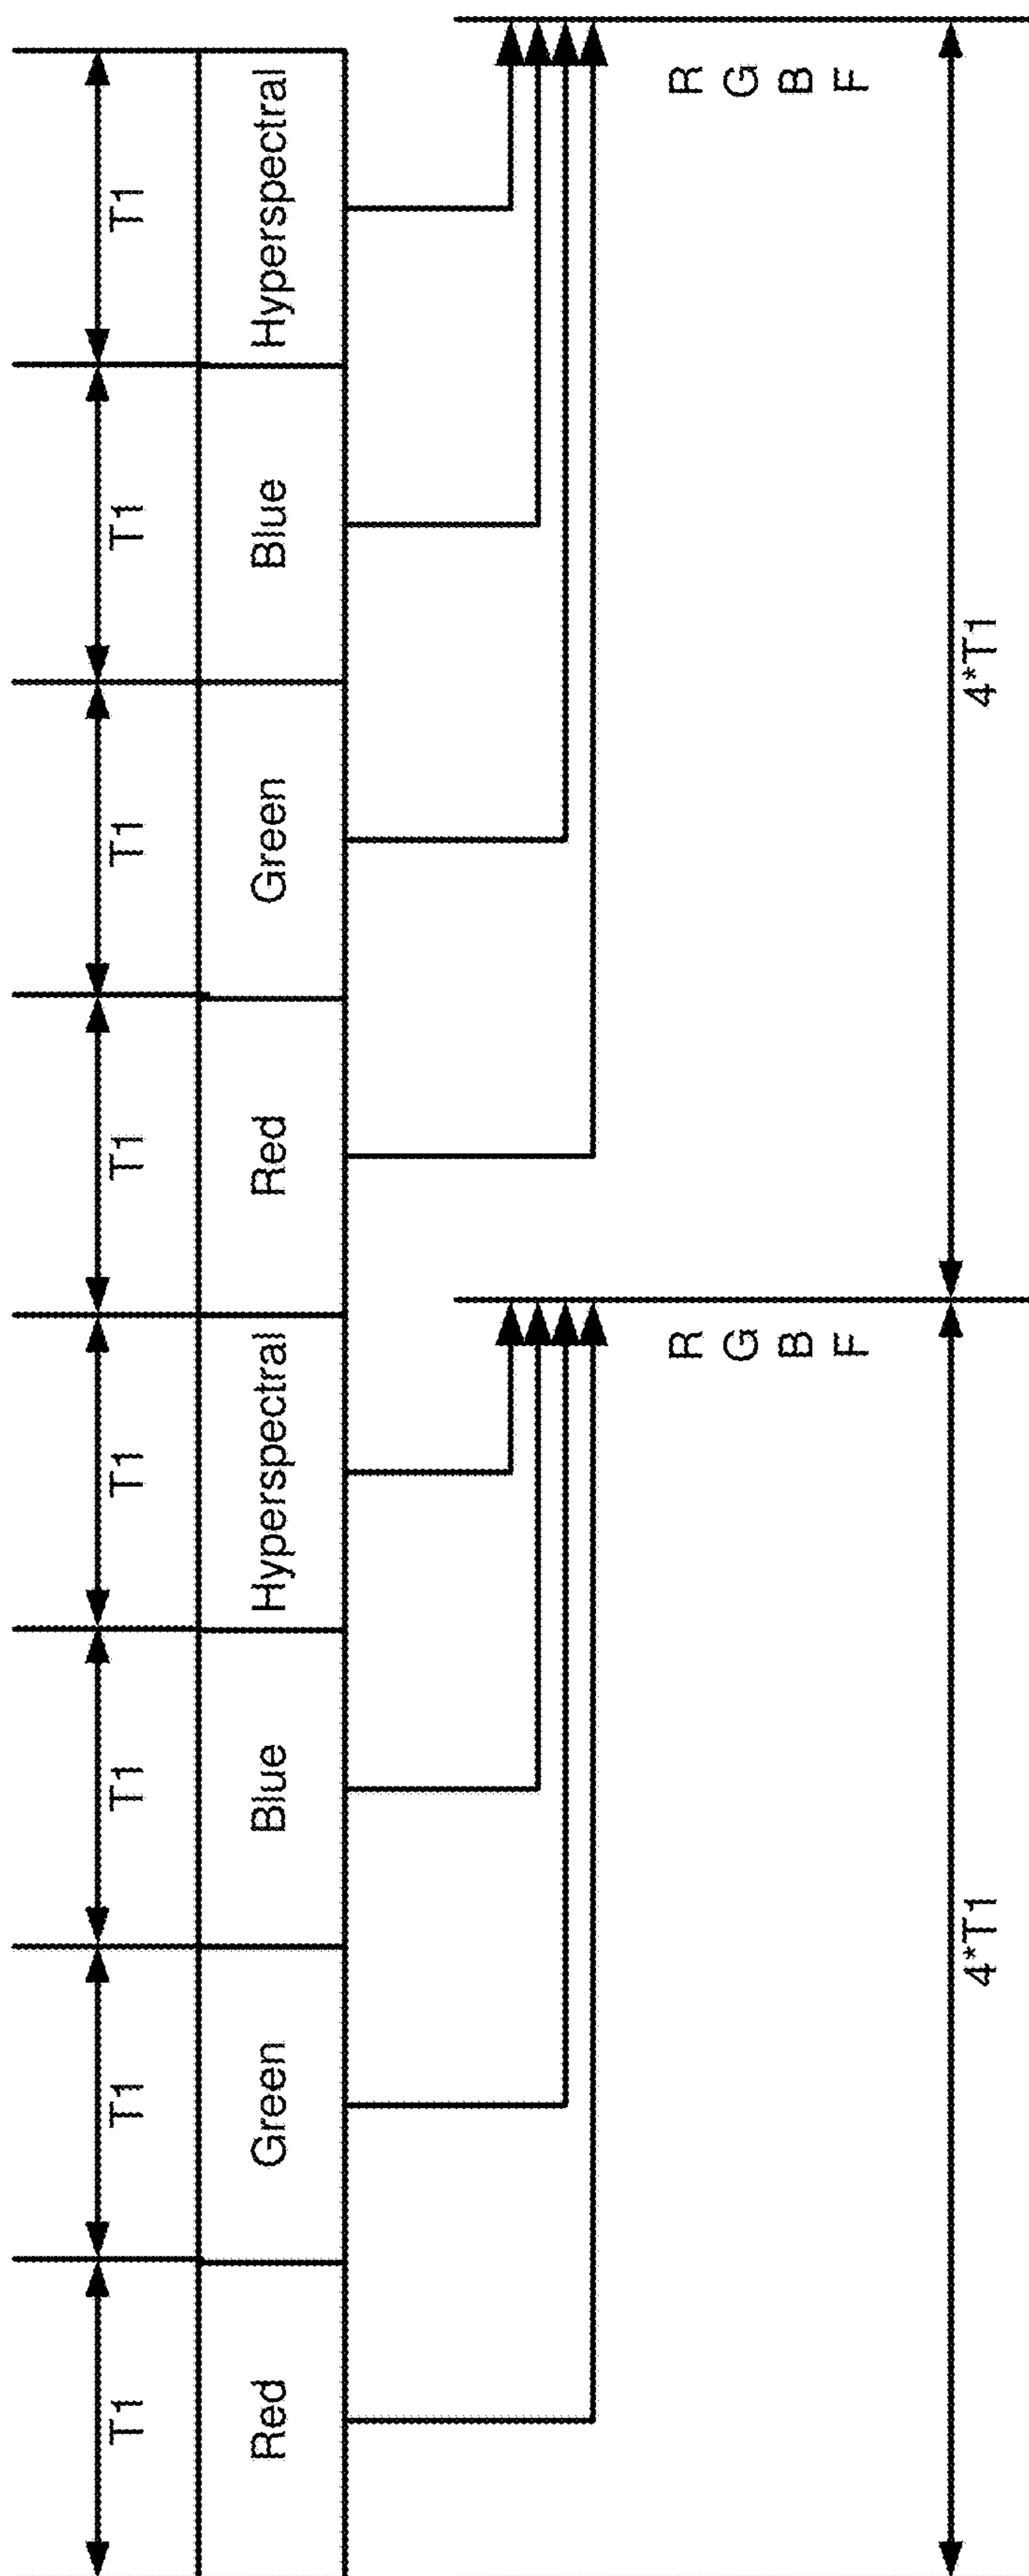 T1 T1 T1 T1 T1 T1 T1 T1
Red Green Blue Hyperspectral Red Green Blue Hyperspectral
R R
G G
B B
F F
4*T1 4*T1